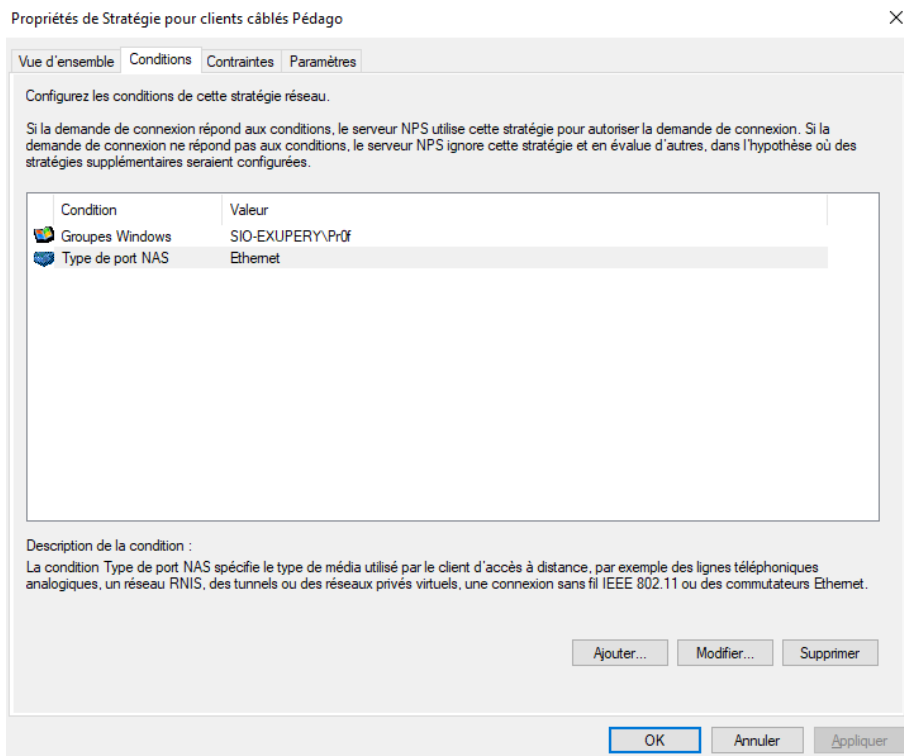 Propriétés de Stratégie pour clients câblés Pédago
Vue d'ensemble Conditions Contraintes Paramètres
Configurez les conditions de cette stratégie réseau.
Si la demande de connexion répond aux conditions, le serveur NPS utilise cette stratégie pour autoriser la demande de connexion. Si la
demande de connexion ne répond pas aux conditions, le serveur NPS ignore cette stratégie et en évalue d'autres, dans l'hypothèse où des
stratégies supplémentaires seraient configurées.
Condition Valeur
Groupes Windows SIO-EXUPERY\Pr0f
Type de port NAS Ethernet
Description de la condition :
La condition Type de port NAS spécifie le type de média utilisé par le client d'accès à distance, par exemple des lignes téléphoniques
analogiques, un réseau RNIS, des tunnels ou des réseaux privés virtuels, une connexion sans fil IEEE 802.11 ou des commutateurs Ethernet.
Ajouter... Modifier... Supprimer
OK Annuler Appliquer